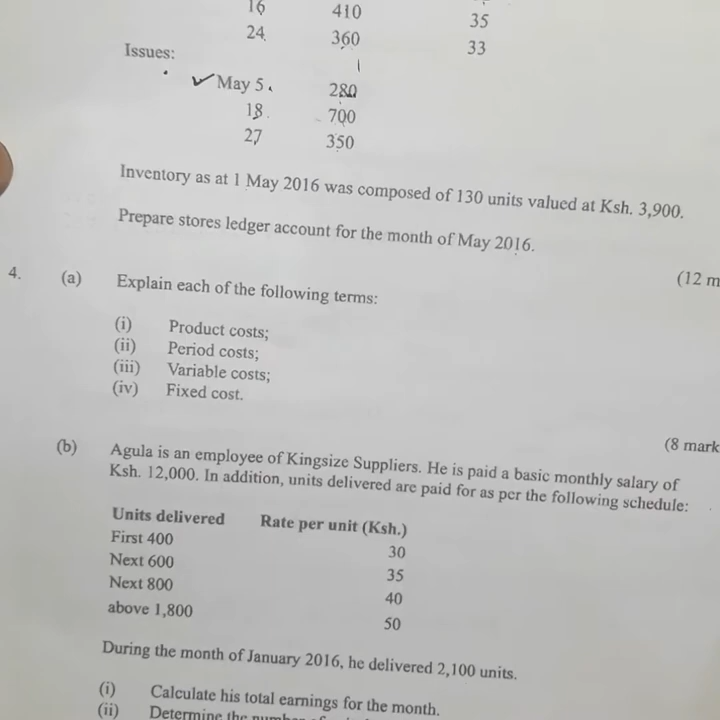 16 410 35
24 360 33
Issues:
May 5 280
18 700
27 350
Inventory as at 1 May 2016 was composed of 130 units valued at Ksh. 3,900.
Prepare stores ledger account for the month of May 2016.
(12 m
4. (a) Explain each of the following terms:
(i) Product costs;
(ii) Period costs;
(iii) Variable costs;
(iv) Fixed cost.
(8 mark
(b) Agula is an employee of Kingsize Suppliers. He is paid a basic monthly salary of
Ksh. 12,000. In addition, units delivered are paid for as per the following schedule:
Units delivered Rate per unit (Ksh.)
First 400 30
Next 600 35
Next 800 40
above 1,800 50
During the month of January 2016, he delivered 2,100 units.
(i) Calculate his total earnings for the month.
(ii) Determine the